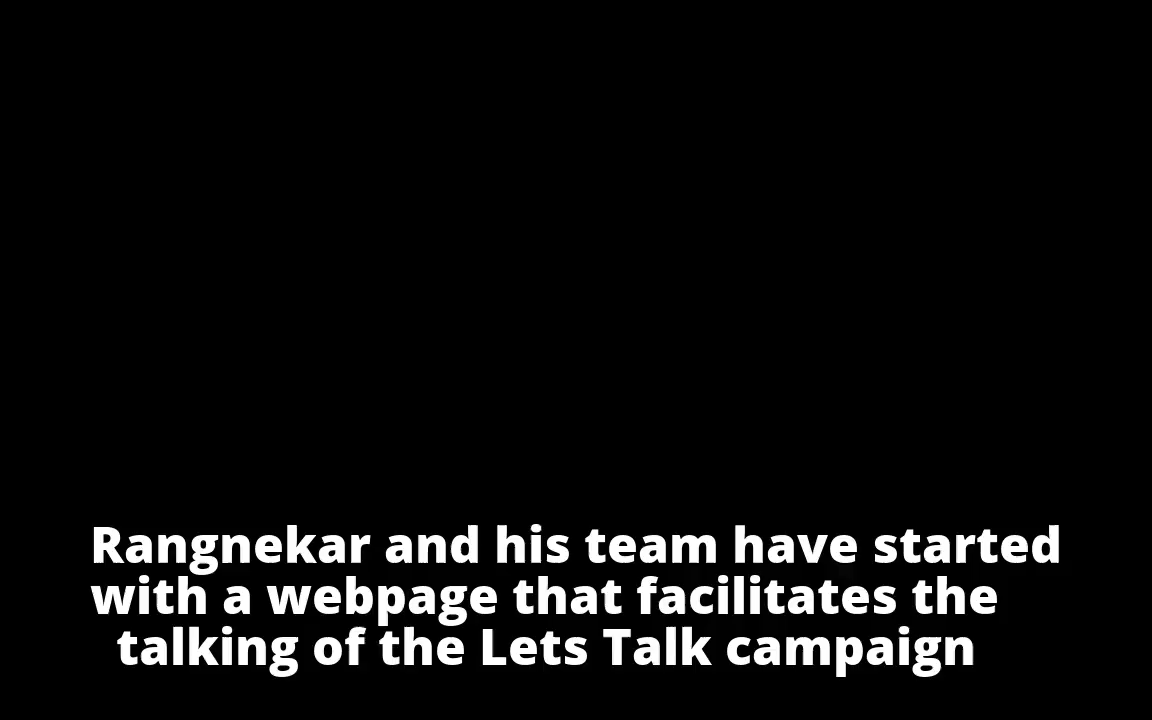 Rangnekar and his team have started
with a webpage that facilitates the
talking of the Lets Talk campaign